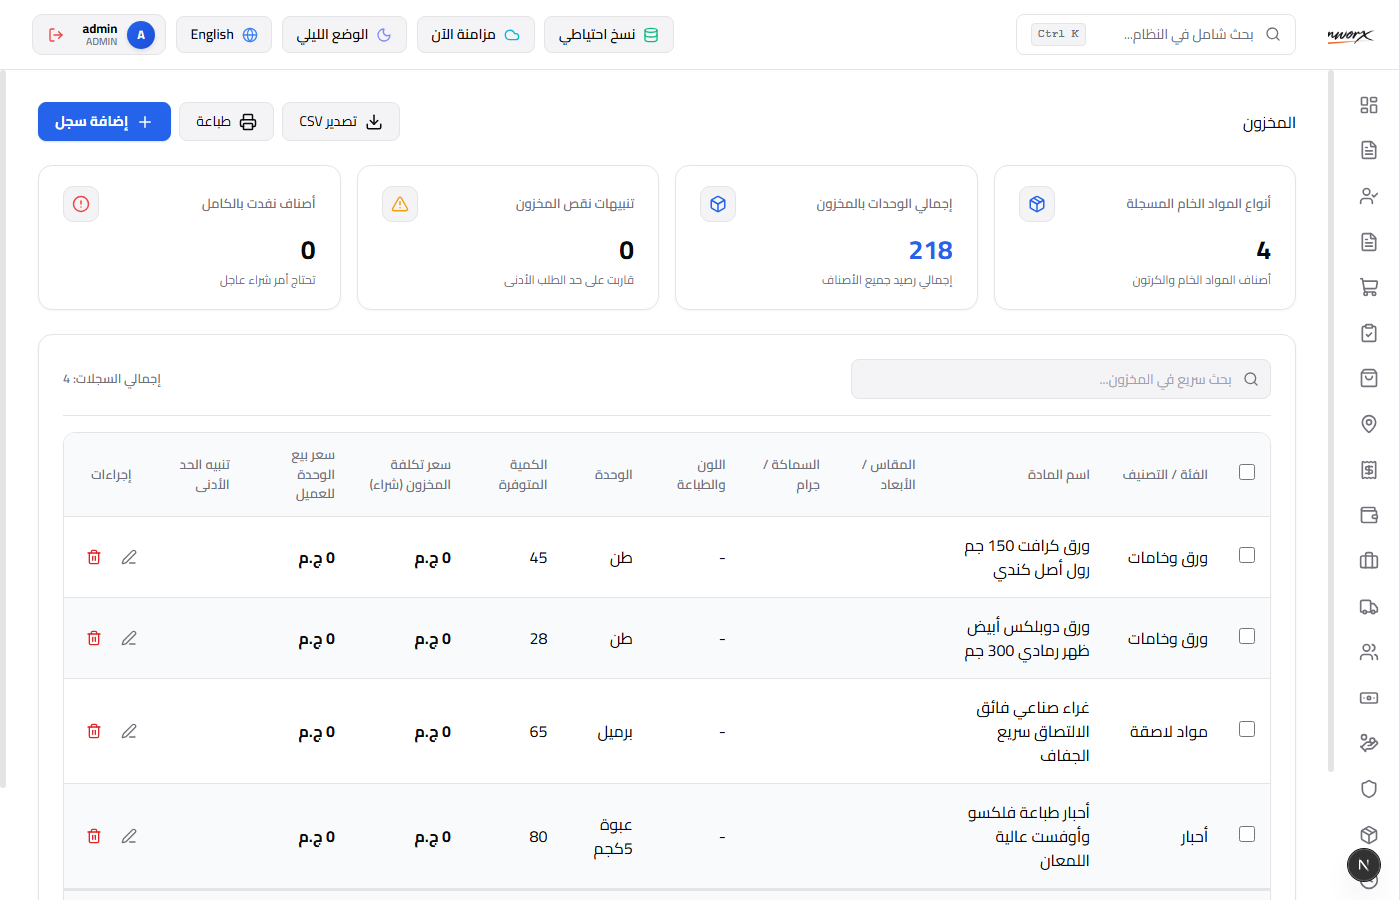 nworx
بحث شامل في النظام...
Ctrl K
نسخ احتياطي
مزامنة الآن
الوضع الليلي
English
A
admin
ADMIN
المخزون
تصدير CSV
طباعة
إضافة سجل
أنواع المواد الخام المسجلة
4
أصناف المواد الخام والكرتون
إجمالي الوحدات بالمخزون
218
إجمالي رصيد جميع الأصناف
تنبيهات نقص المخزون
0
قاربت على حد الطلب الأدنى
أصناف نفدت بالكامل
0
تحتاج أمر شراء عاجل
بحث سريع في المخزون...
إجمالي السجلات: 4
الفئة / التصنيف
اسم المادة
المقاس /
الأبعاد
السماكة /
جرام
اللون
والطباعة
الوحدة
الكمية
المتوفرة
سعر تكلفة
المخزون (شراء)
سعر بيع
الوحدة
للعميل
تنبيه الحد
الأدنى
إجراءات
ورق وخامات
ورق كرافت 150 جم
رول أصل كندي
-
طن
45
0 ج.م
0 ج.م
ورق وخامات
ورق دوبلكس أبيض
ظهر رمادي 300 جم
-
طن
28
0 ج.م
0 ج.م
مواد لاصقة
غراء صناعي فائق
الالتصاق سريع
الجفاف
-
برميل
65
0 ج.م
0 ج.م
أحبار
أحبار طباعة فلكسو
وأوفست عالية
اللمعان
-
عبوة
5كجم
80
0 ج.م
0 ج.م
N